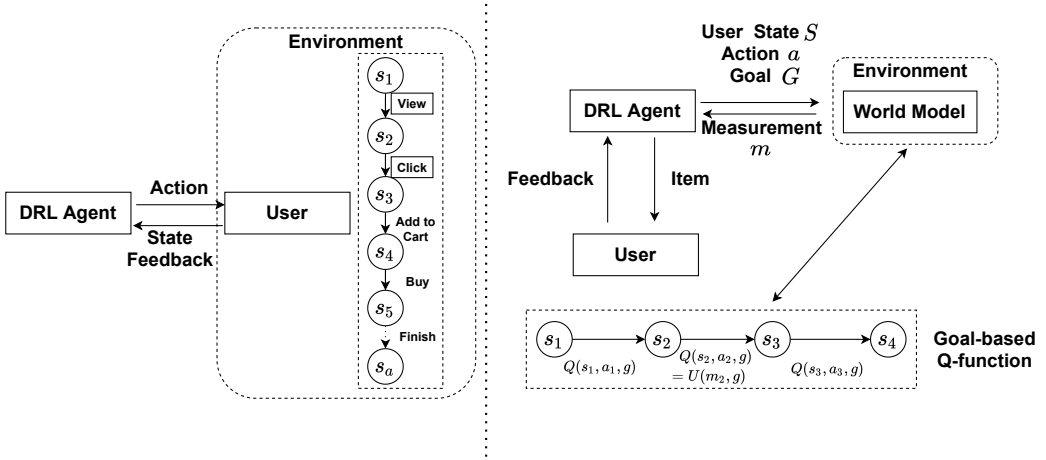 Environment
s₁
View
s₂
Click
s₃
Add to
Cart
s₄
Buy
s₅
Finish
sₐ
DRL Agent
Action
State
Feedback
User
User State S
Action a
Goal G
DRL Agent
Measurement
m
Environment
World Model
Feedback
Item
User
s₁
s₂
s₃
s₄
Q(s₁, a₁, g)
Q(s₂, a₂, g)
= U(m₂, g)
Q(s₃, a₃, g)
Goal-based
Q-function